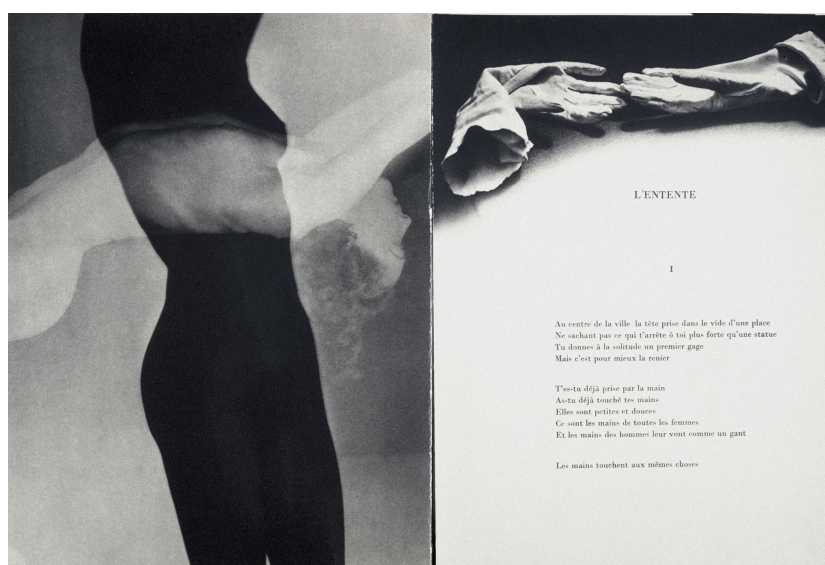 L'ENTENTE
I
Au centre de la ville la tête prise dans le vide d'une place
Ne sachant pas ce qui t'arrête ô toi plus forte qu'une statue
Tu donnes à la solitude un premier gage
Mais c'est pour mieux la renier
T'es-tu déjà prise par la main
As-tu déjà touché tes mains
Elles sont petites et douces
Ce sont les mains de toutes les femmes
Et les mains des hommes leur vont comme un gant
Les mains touchent aux mêmes choses